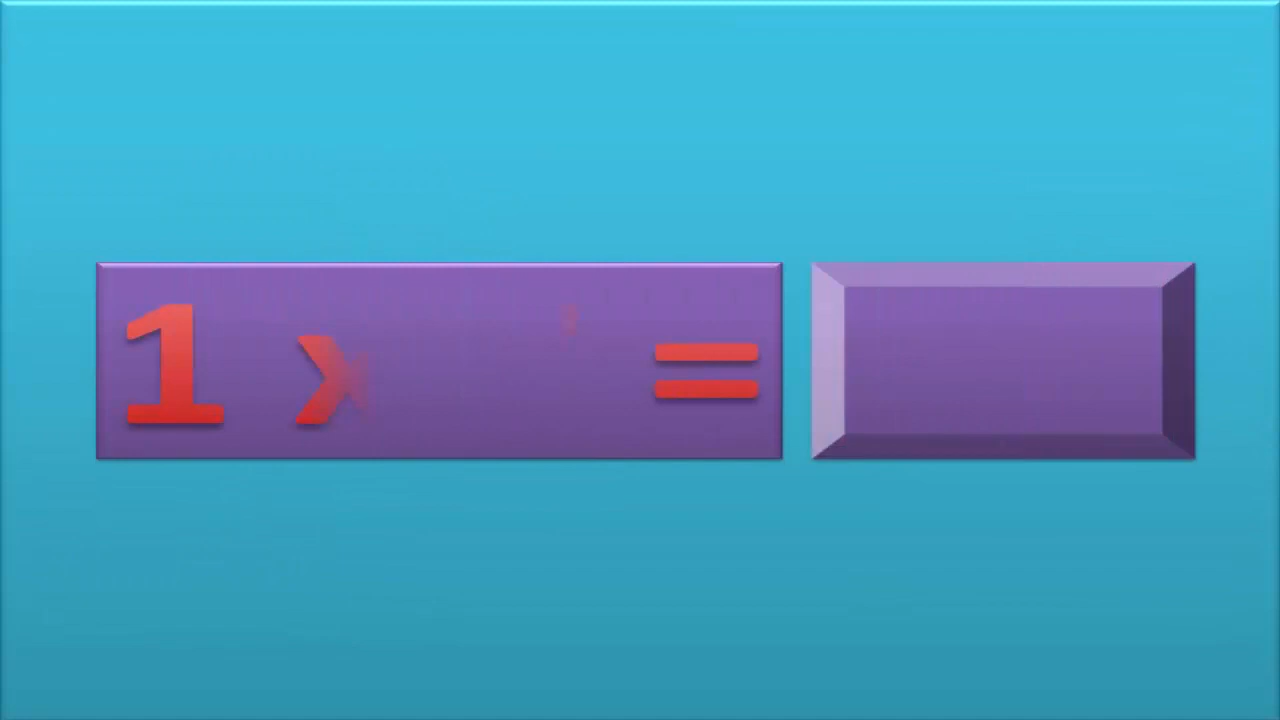 1 x =